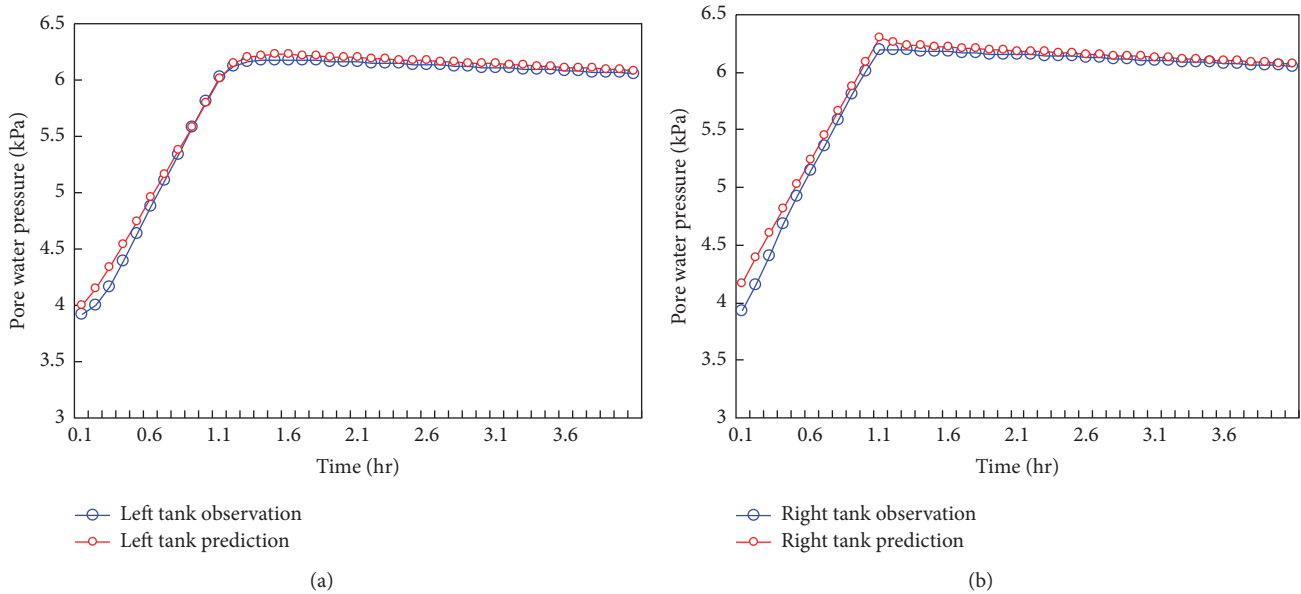 6.5
6
5.5
5
4.5
4
3.5
3
Pore water pressure (kPa)
0.1 0.6 1.1 1.6 2.1 2.6 3.1 3.6
Time (hr)
Left tank observation
Left tank prediction
(a)
6.5
6
5.5
5
4.5
4
3.5
3
Pore water pressure (kPa)
0.1 0.6 1.1 1.6 2.1 2.6 3.1 3.6
Time (hr)
Right tank observation
Right tank prediction
(b)